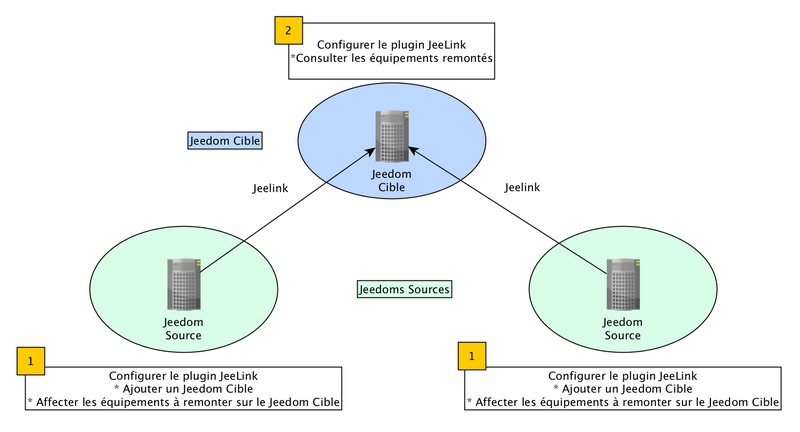 2
Configurer le plugin JeeLink
*Consulter les équipements remontés
Jeedom Cible
Jeedom
Cible
Jeelink
Jeelink
Jeedoms Sources
Jeedom
Source
Jeedom
Source
1
Configurer le plugin JeeLink
* Ajouter un Jeedom Cible
* Affecter les équipements à remonter sur le Jeedom Cible
1
Configurer le plugin JeeLink
* Ajouter un Jeedom Cible
* Affecter les équipements à remonter sur le Jeedom Cible